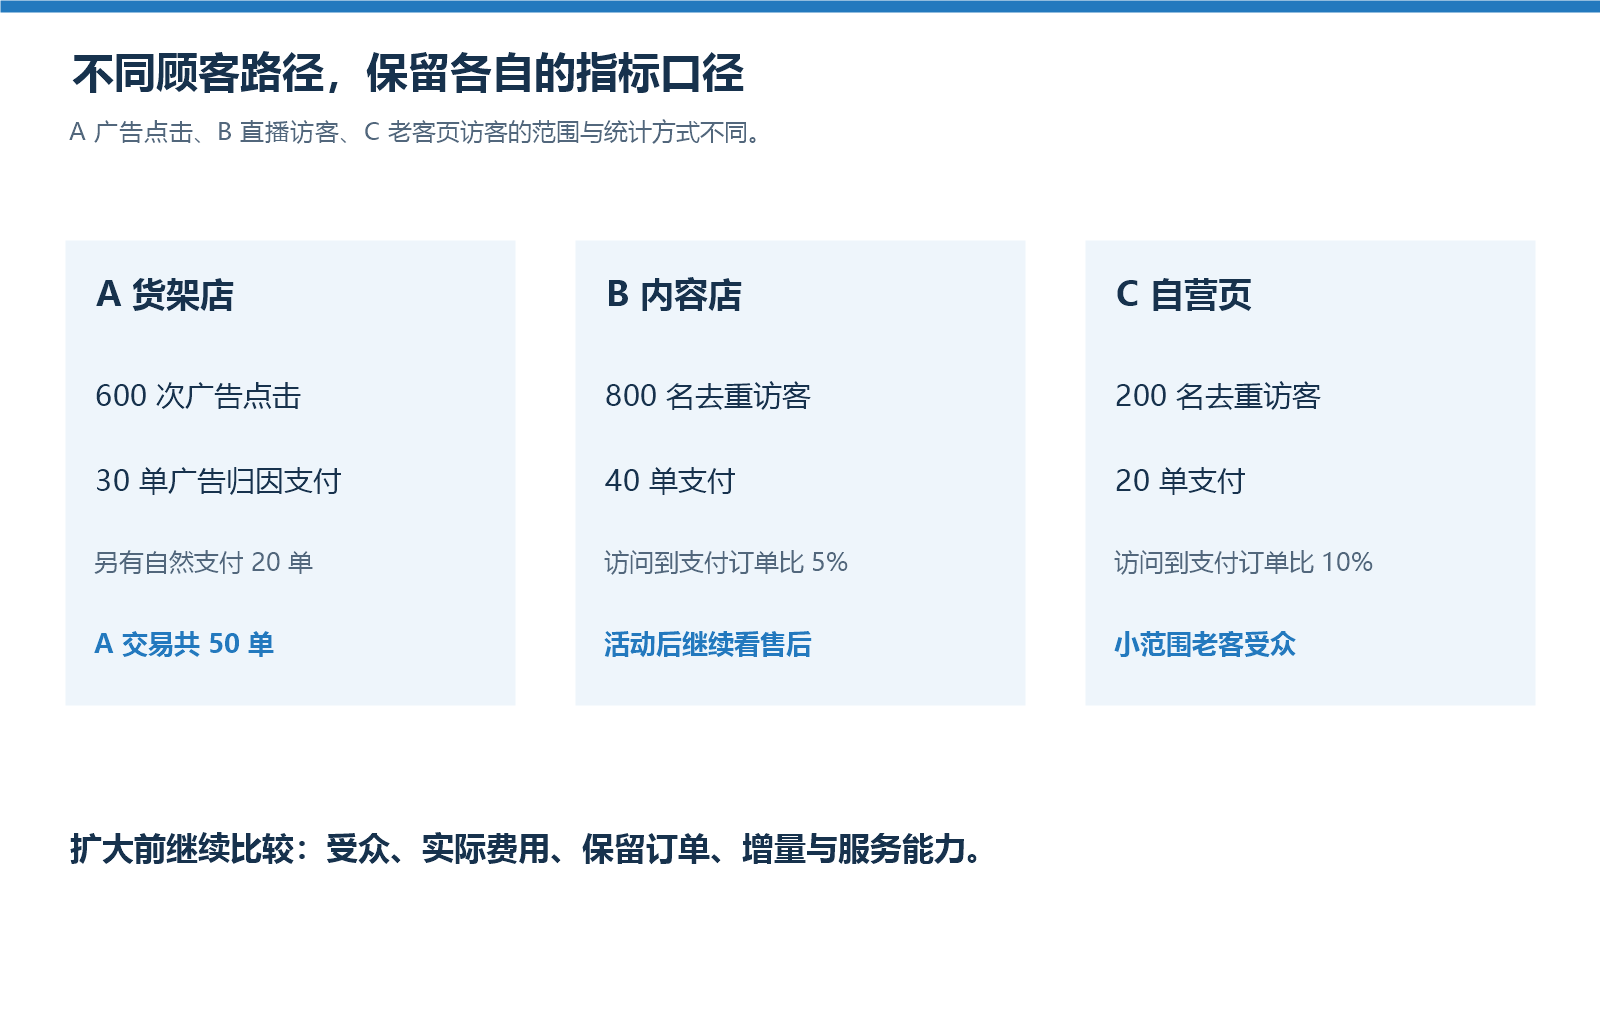 不同顾客路径，保留各自的指标口径
A 广告点击、B 直播访客、C 老客页访客的范围与统计方式不同。
A 货架店
600 次广告点击
30 单广告归因支付
另有自然支付 20 单
A 交易共 50 单
B 内容店
800 名去重访客
40 单支付
访问到支付订单比 5%
活动后继续看售后
C 自营页
200 名去重访客
20 单支付
访问到支付订单比 10%
小范围老客受众
扩大前继续比较：受众、实际费用、保留订单、增量与服务能力。